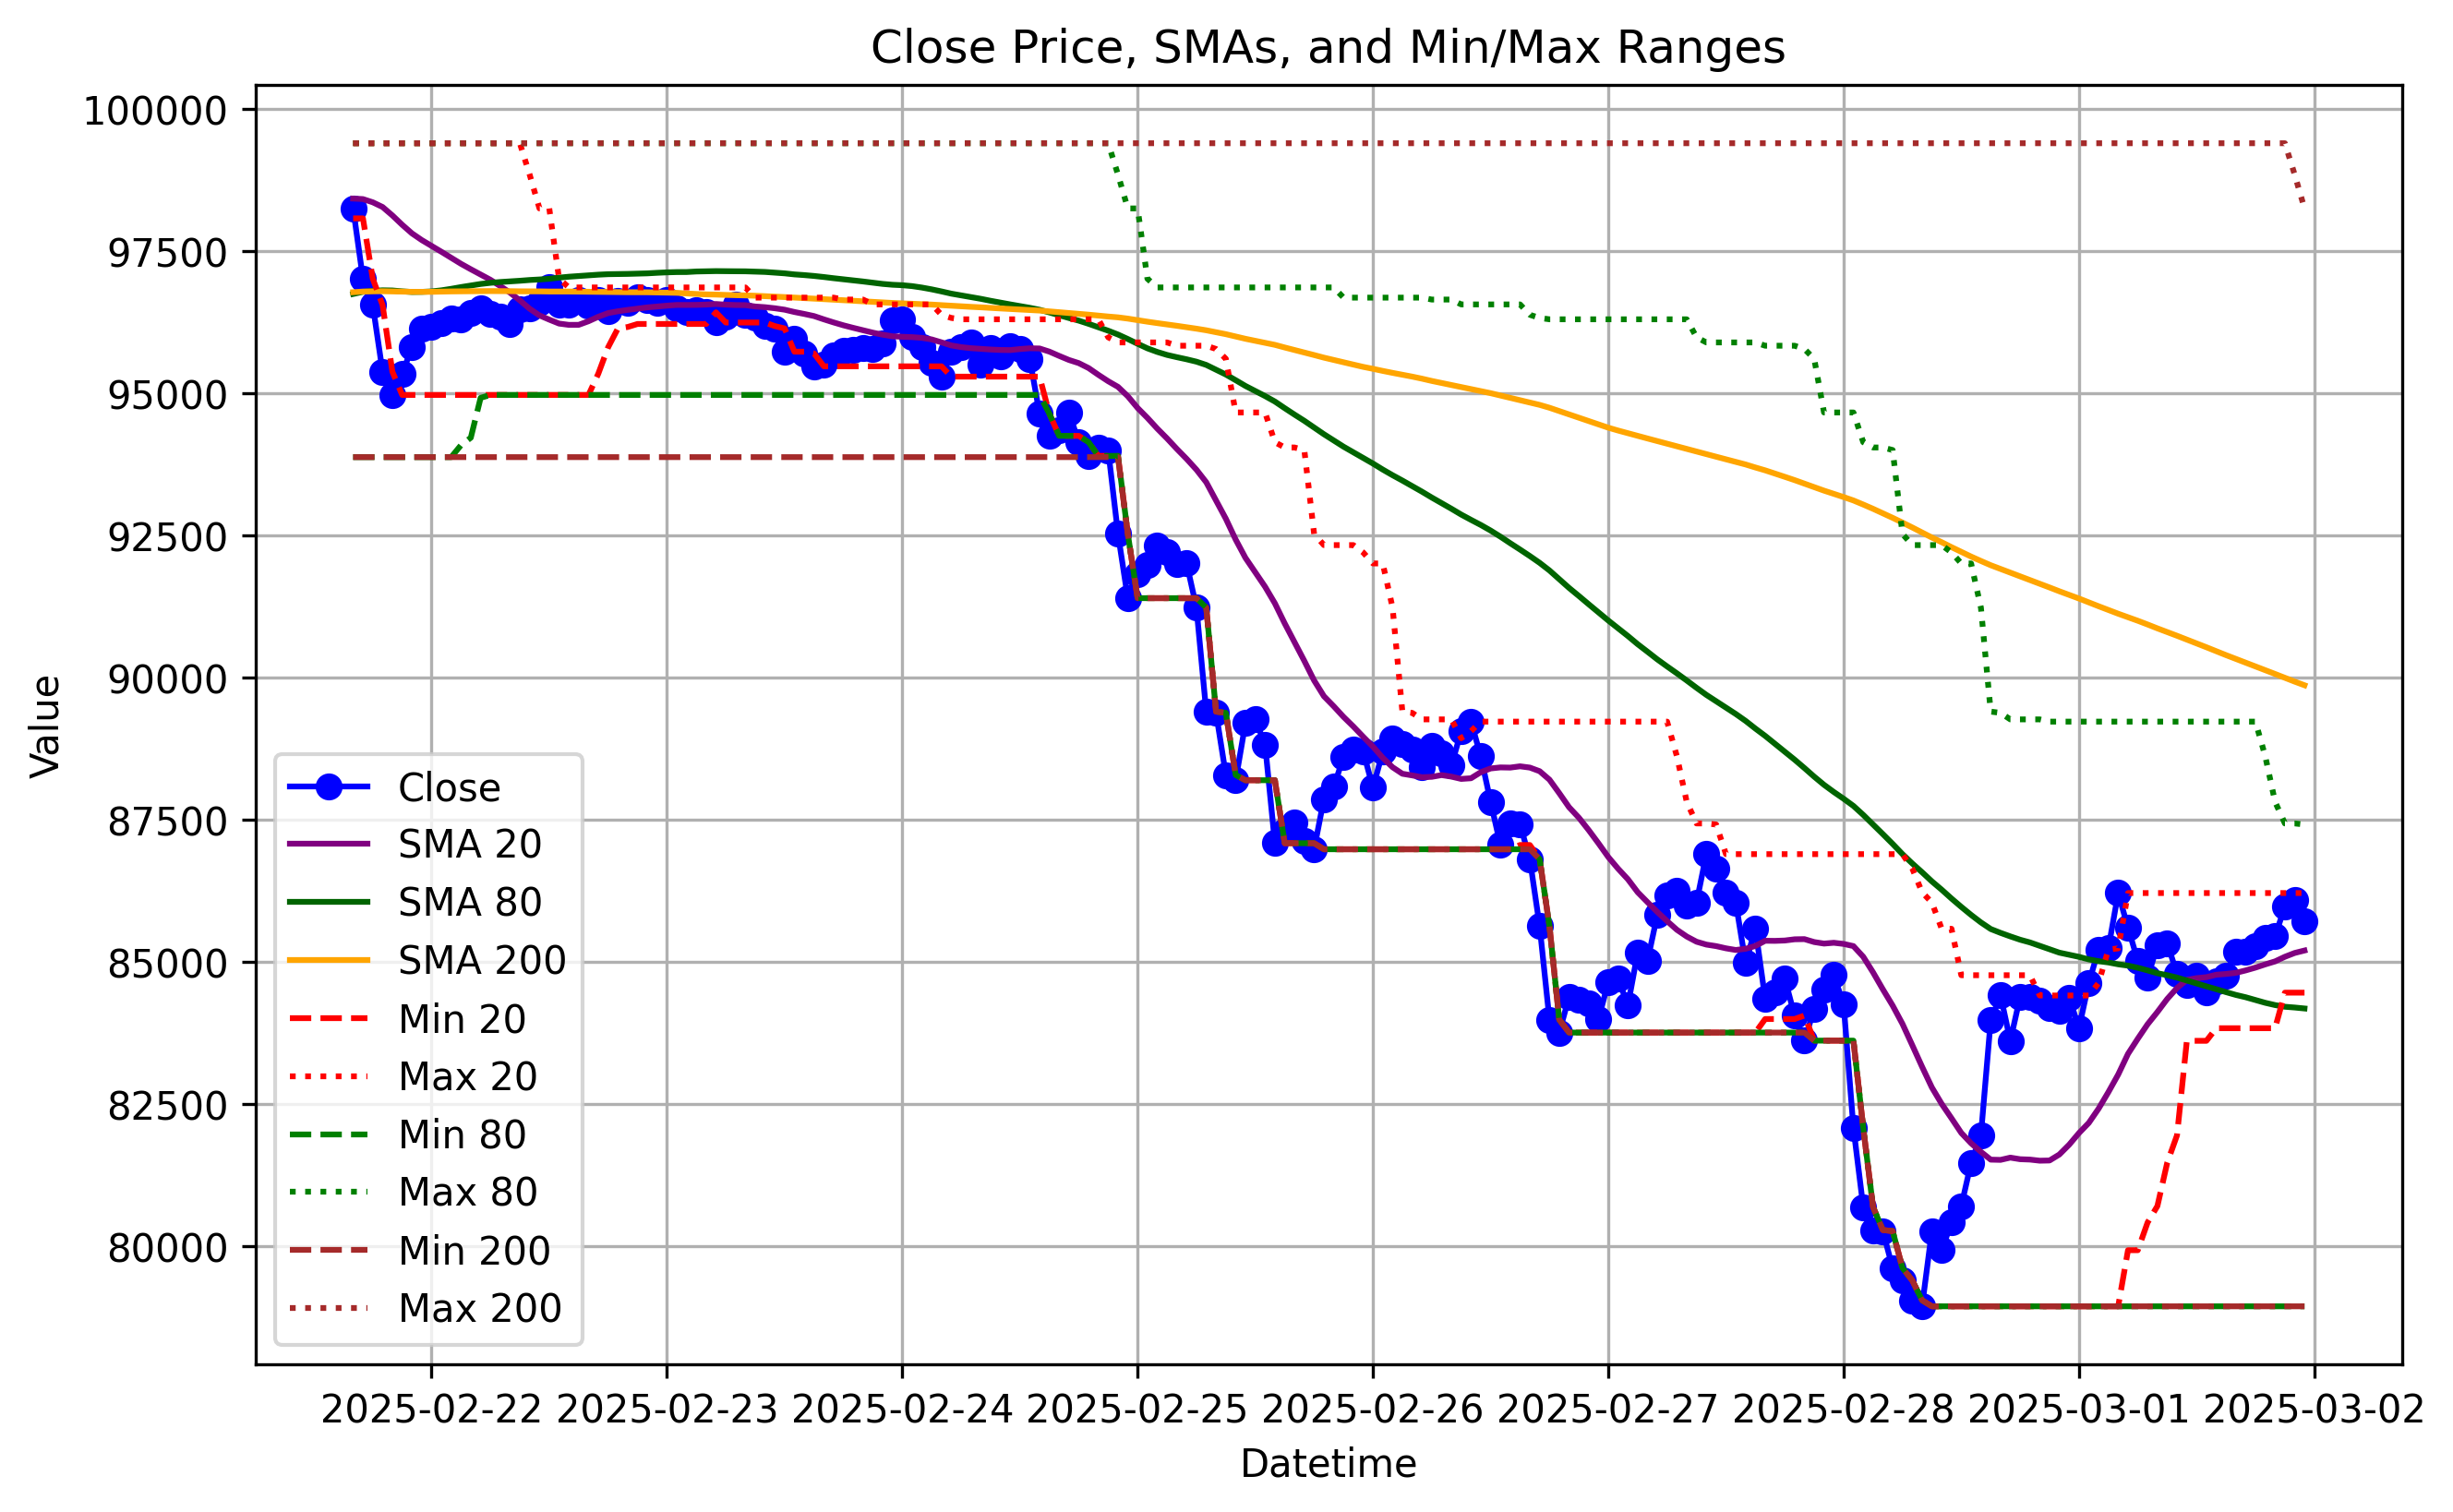 Close Price, SMAs, and Min/Max Ranges
100000
97500
95000
92500
90000
87500
85000
82500
80000
Value
Close
SMA 20
SMA 80
SMA 200
Min 20
Max 20
Min 80
Max 80
Min 200
Max 200
2025-02-22 2025-02-23 2025-02-24 2025-02-25 2025-02-26 2025-02-27 2025-02-28 2025-03-01 2025-03-02
Datetime